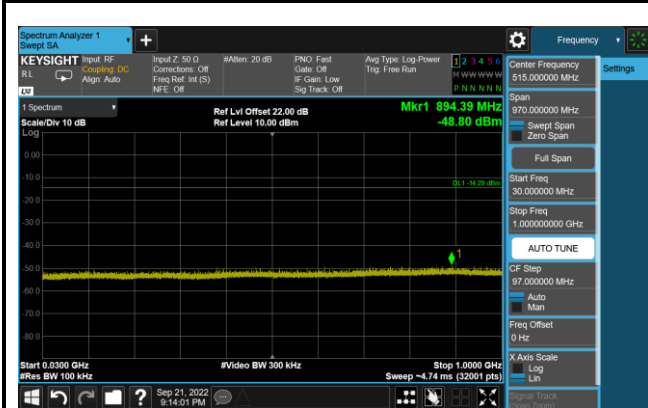 Spectrum Analyzer 1
Swept SA
+
Frequency
KEYSIGHT
RL
Input: RF
Coupling: DC
Align: Auto
Input Z: 50 Ω
Corrections: Off
Freq Ref: Int (S)
NFE: Off
#Atten: 20 dB
PNO: Fast
Gate: Off
IF Gain: Low
Sig Track: Off
Avg Type: Log-Power
Trig: Free Run
1 2 3 4 5 6
M W W W W W
P N N N N N
Center Frequency
515.000000 MHz
Settings
1 Spectrum
Scale/Div 10 dB
Log
Ref Lvl Offset 22.00 dB
Ref Level 10.00 dBm
Mkr1 894.39 MHz
-48.80 dBm
Span
970.000000 MHz
Swept Span
Zero Span
Full Span
Start Freq
30.000000 MHz
Stop Freq
1.000000000 GHz
AUTO TUNE
CF Step
97.000000 MHz
Auto
Man
Freq Offset
0 Hz
X Axis Scale
Log
Lin
Signal Track
(Span Zoom)
0.00
-10.0
DL1 -14.29 dBm
-20.0
-30.0
-40.0
1
-50.0
-60.0
-70.0
-80.0
Start 0.0300 GHz
#Res BW 100 kHz
#Video BW 300 kHz
Stop 1.0000 GHz
Sweep ~4.74 ms (32001 pts)
?
Sep 21, 2022
9:14:01 PM